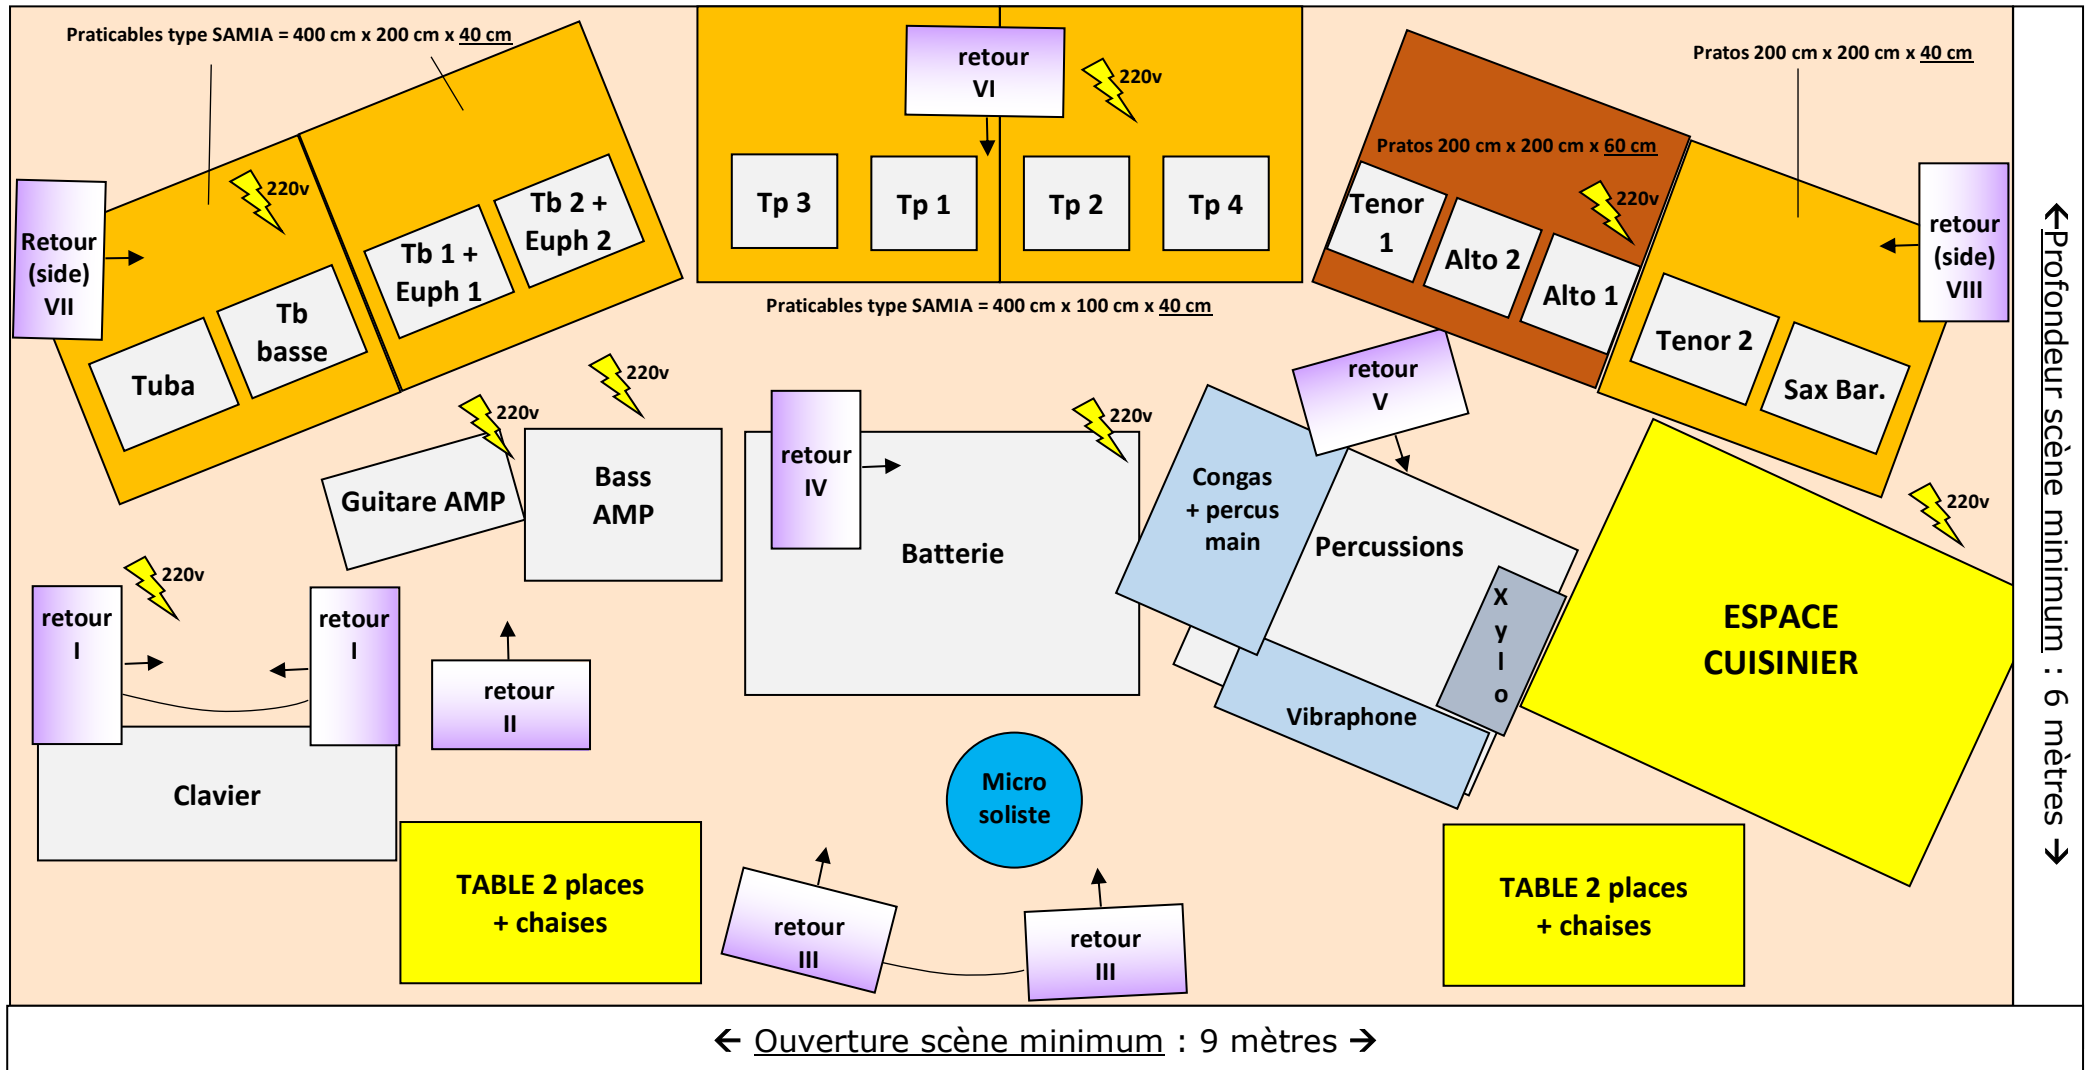 Praticables type SAMIA = 400 cm x 200 cm x 40 cm
retour
VI
220v
Pratos 200 cm x 200 cm x 40 cm
Pratos 200 cm x 200 cm x 60 cm
Retour
(side)
VII
220v
Tb 2 +
Euph 2
Tb 1 +
Euph 1
Tb
basse
Tuba
Tp 3
Tp 1
Tp 2
Tp 4
Praticables type SAMIA = 400 cm x 100 cm x 40 cm
Tenor
1
Alto 2
Alto 1
220v
Tenor 2
Sax Bar.
retour
(side)
VIII
220v
220v
Guitare AMP
Bass
AMP
retour
IV
220v
Batterie
retour
V
Congas
+ percus
main
Percussions
Xylo
Vibraphone
220v
ESPACE
CUISINIER
220v
retour
I
retour
I
Clavier
retour
II
Micro
soliste
TABLE 2 places
+ chaises
retour
III
retour
III
TABLE 2 places
+ chaises
← Ouverture scène minimum : 9 mètres →
←Profondeur scène minimum : 6 mètres →